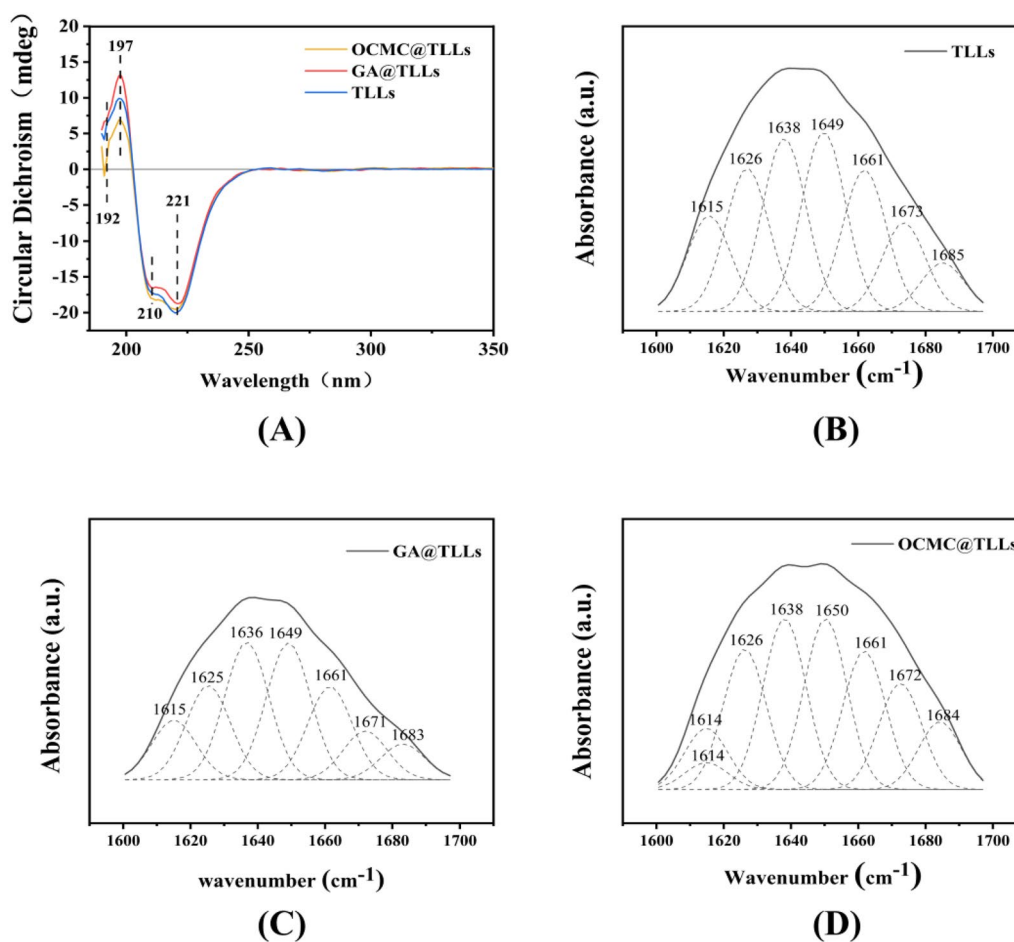 20
15
10
5
0
-5
-10
-15
-20
Circular Dichroism（mdeg）
197
192
210
221
OCMC@TLLs
GA@TLLs
TLLs
200 250 300 350
Wavelength（nm）
(A)
TLLs
Absorbance (a.u.)
1615
1626
1638
1649
1661
1673
1685
1600 1620 1640 1660 1680 1700
Wavenumber (cm-1)
(B)
GA@TLLs
Absorbance (a.u.)
1615
1625
1636
1649
1661
1671
1683
1600 1620 1640 1660 1680 1700
wavenumber (cm-1)
(C)
OCMC@TLLs
Absorbance (a.u.)
1614
1614
1626
1638
1650
1661
1672
1684
1600 1620 1640 1660 1680 1700
Wavenumber (cm-1)
(D)